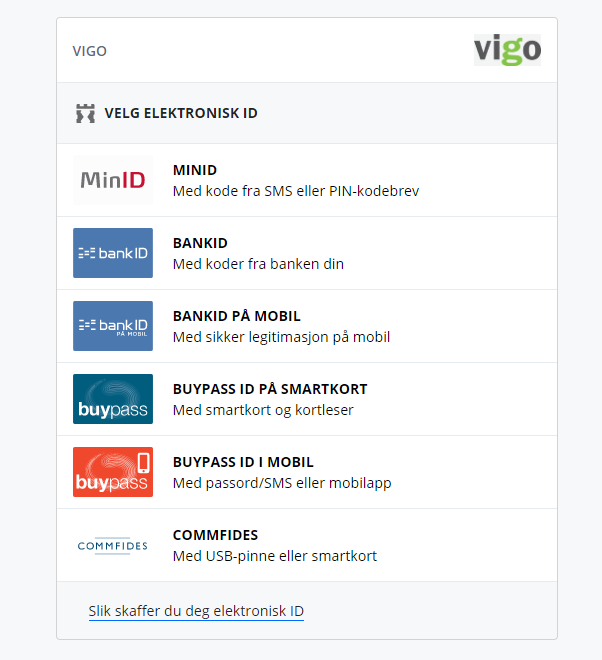 VIGO
vigo
VELG ELEKTRONISK ID
MinID
MINID
Med kode fra SMS eller PIN-kodebrev
bankID
BANKID
Med koder fra banken din
bankID
PÅ MOBIL
BANKID PÅ MOBIL
Med sikker legitimasjon på mobil
buypass
BUYPASS ID PÅ SMARTKORT
Med smartkort og kortleser
buypass
BUYPASS ID I MOBIL
Med passord/SMS eller mobilapp
COMMFIDES
COMMFIDES
Med USB-pinne eller smartkort
Slik skaffer du deg elektronisk ID